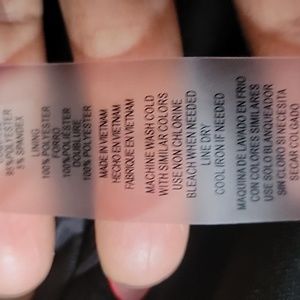 95%POLYESTER
5% SPANDEX
LINING
100% POLYESTER
FORRO
100%POLIESTER
DOUBLURE
100% POLYESTER
MADE IN VIETNAM
HECHO EN VIETNAM
FABRIQUE EN VIETNAM
MACHINE WASH COLD
WITH SIMILAR COLORS
USE NON CHLORINE
BLEACH WHEN NEEDED
LINE DRY
COOL IRON IF NEEDED
MAQUINA DE LAVADO EN FRIO
CON COLORES SIMILARES
USE SOLO BLANQUEADOR
SIN CLORO SI NECESITA
SECAR COLGADO